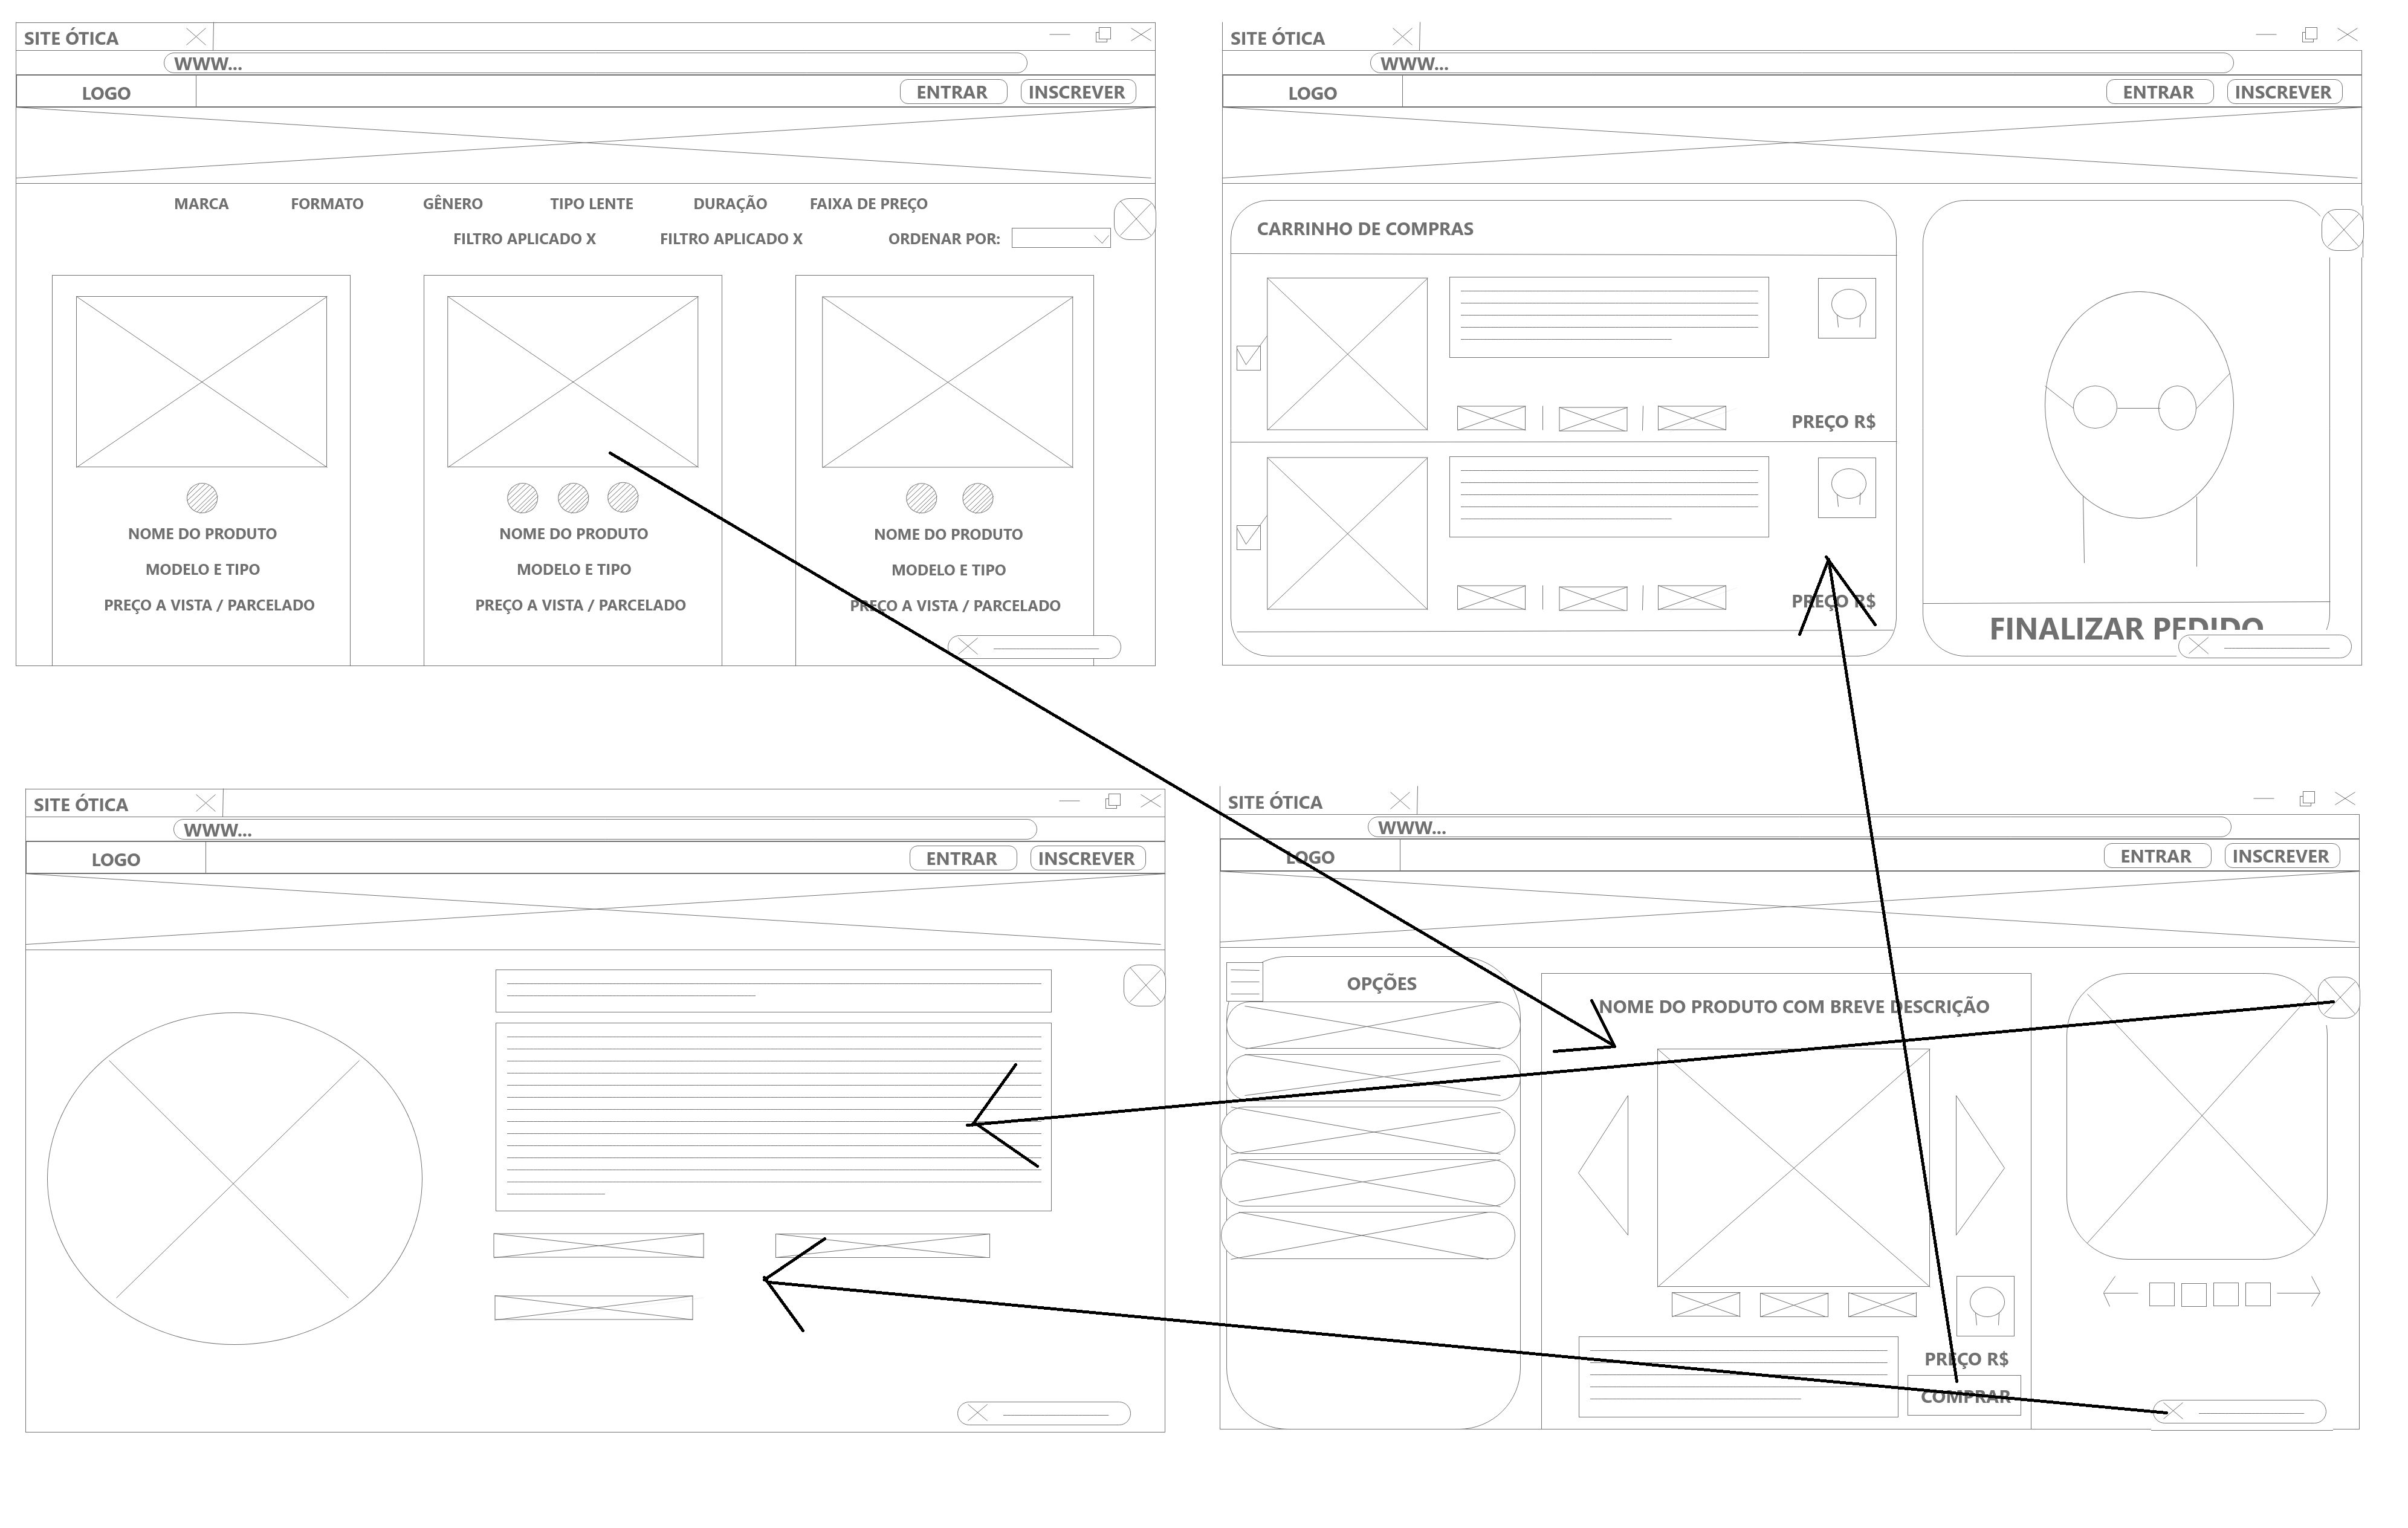 SITE ÓTICA
WWW...
LOGO
ENTRAR
INSCREVER
MARCA
FORMATO
GÊNERO
TIPO LENTE
DURAÇÃO
FAIXA DE PREÇO
FILTRO APLICADO X
FILTRO APLICADO X
ORDENAR POR:
NOME DO PRODUTO
MODELO E TIPO
PREÇO A VISTA / PARCELADO
NOME DO PRODUTO
MODELO E TIPO
PREÇO A VISTA / PARCELADO
NOME DO PRODUTO
MODELO E TIPO
PREÇO A VISTA / PARCELADO
SITE ÓTICA
WWW...
LOGO
ENTRAR
INSCREVER
CARRINHO DE COMPRAS
PREÇO R$
PREÇO R$
FINALIZAR PEDIDO
SITE ÓTICA
WWW...
LOGO
ENTRAR
INSCREVER
SITE ÓTICA
WWW...
LOGO
ENTRAR
INSCREVER
OPÇÕES
NOME DO PRODUTO COM BREVE DESCRIÇÃO
PREÇO R$
COMPRAR